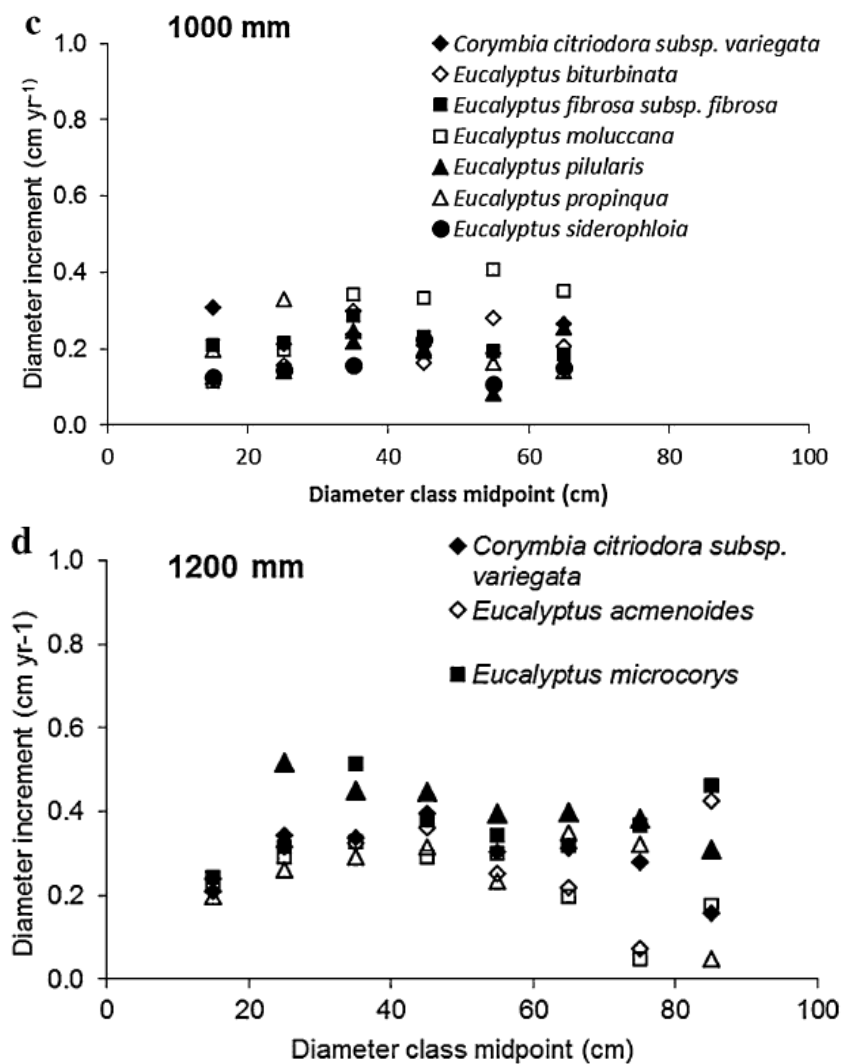 c
1000 mm
1.0
0.8
0.6
0.4
0.2
0.0
Diameter increment (cm yr⁻¹)
Corymbia citriodora subsp. variegata
Eucalyptus biturbinata
Eucalyptus fibrosa subsp. fibrosa
Eucalyptus moluccana
Eucalyptus pilularis
Eucalyptus propinqua
Eucalyptus siderophloia
0 20 40 60 80 100
Diameter class midpoint (cm)
d
1200 mm
1.0
0.8
0.6
0.4
0.2
0.0
Diameter increment (cm yr-1)
Corymbia citriodora subsp.
variegata
Eucalyptus acmenoides
Eucalyptus microcorys
0 20 40 60 80 100
Diameter class midpoint (cm)